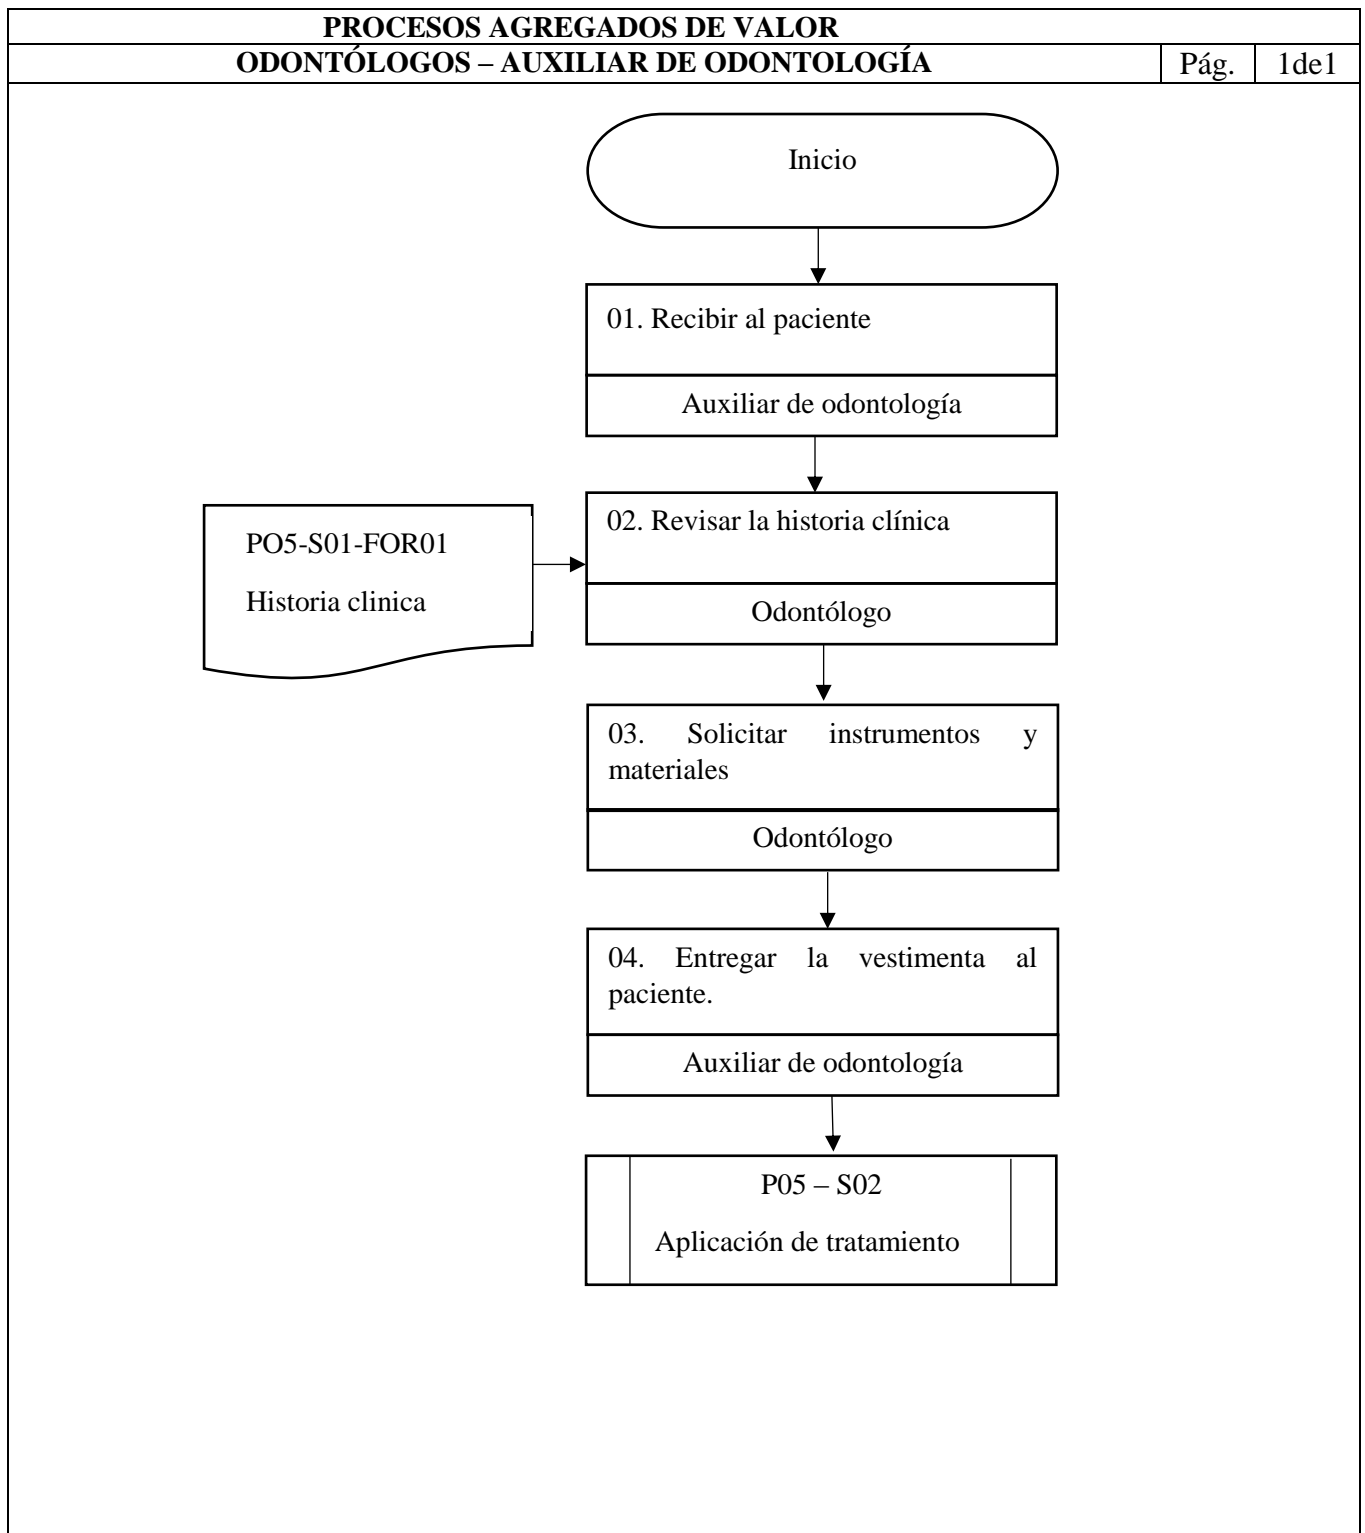 PROCESOS AGREGADOS DE VALOR
ODONTÓLOGOS – AUXILIAR DE ODONTOLOGÍA Pág. 1de1
Inicio
01. Recibir al paciente
Auxiliar de odontología
PO5-S01-FOR01
Historia clinica
02. Revisar la historia clínica
Odontólogo
03. Solicitar instrumentos y
materiales
Odontólogo
04. Entregar la vestimenta al
paciente.
Auxiliar de odontología
P05 – S02
Aplicación de tratamiento